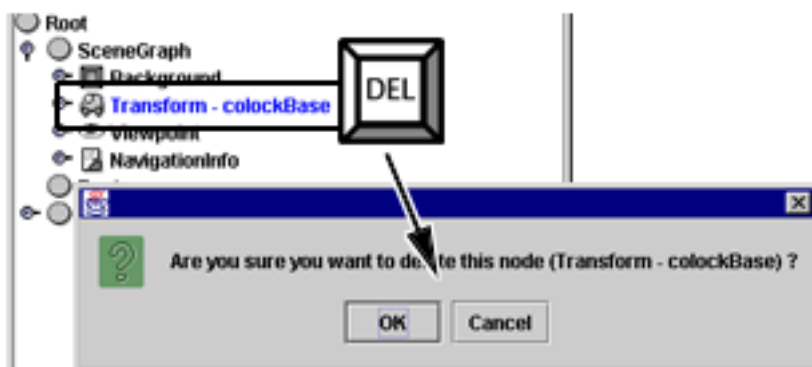 Root
SceneGraph
Background
Transform - colockBase
DEL
Viewpoint
NavigationInfo
Are you sure you want to delete this node (Transform - colockBase) ?
OK
Cancel